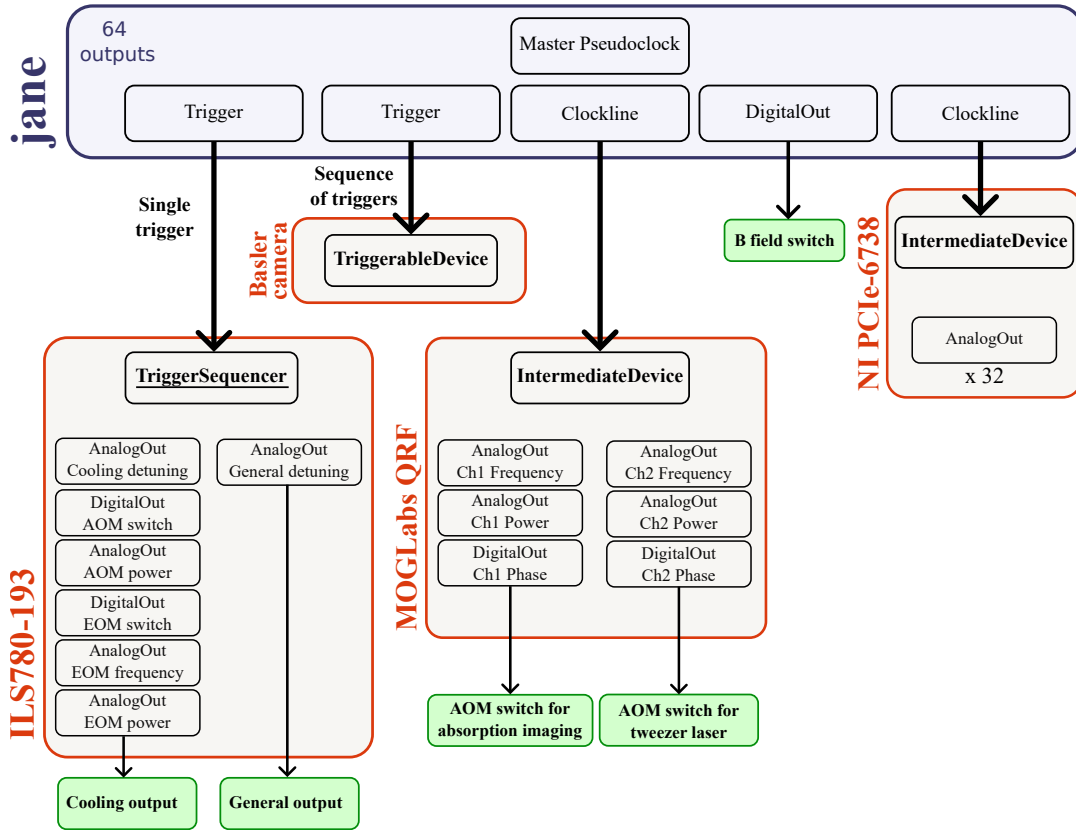 jane
64
outputs
Master Pseudoclock
Trigger
Trigger
Clockline
DigitalOut
Clockline
Single
trigger
Sequence
of triggers
Basler
camera
TriggerableDevice
B field switch
NI PCIe-6738
IntermediateDevice
AnalogOut
x 32
ILS780-193
TriggerSequencer
AnalogOut
Cooling detuning
DigitalOut
AOM switch
AnalogOut
AOM power
DigitalOut
EOM switch
AnalogOut
EOM frequency
AnalogOut
EOM power
AnalogOut
General detuning
Cooling output
General output
MOGLabs QRF
IntermediateDevice
AnalogOut
Ch1 Frequency
AnalogOut
Ch1 Power
DigitalOut
Ch1 Phase
AnalogOut
Ch2 Frequency
AnalogOut
Ch2 Power
DigitalOut
Ch2 Phase
AOM switch for
absorption imaging
AOM switch for
tweezer laser